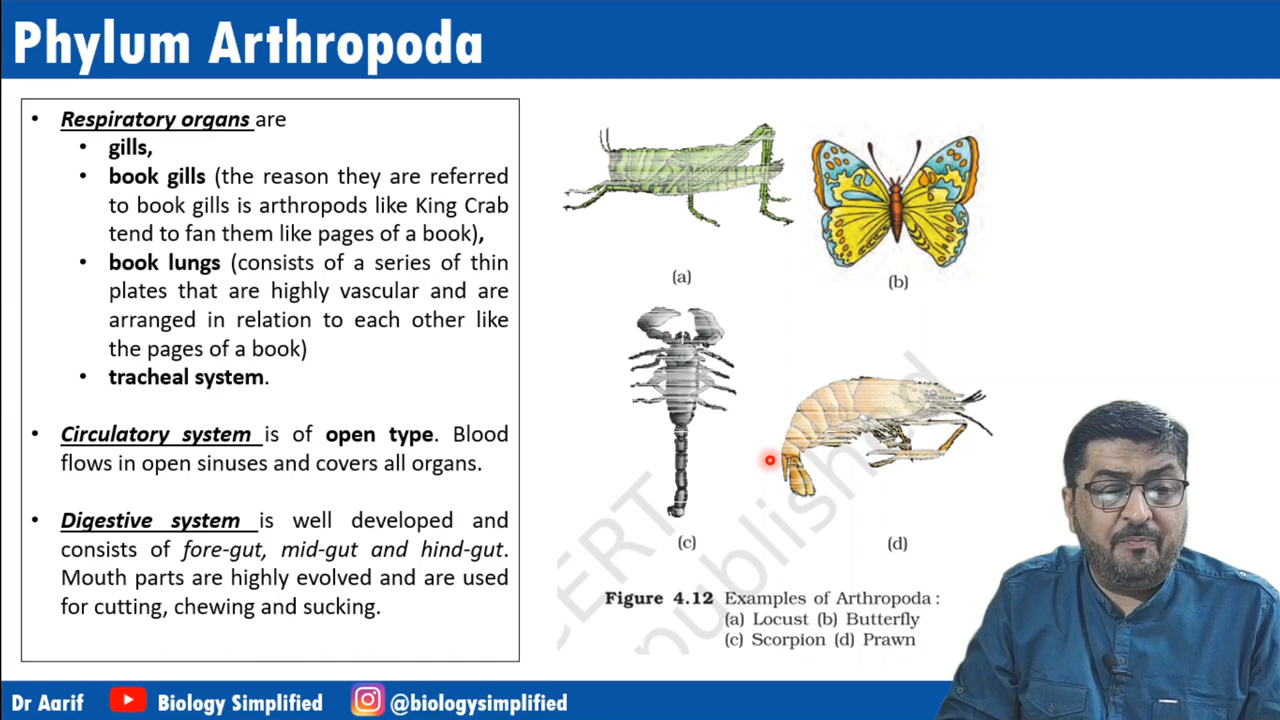 Phylum Arthropoda
• Respiratory organs are
• gills,
• book gills (the reason they are referred
to book gills is arthropods like King Crab
tend to fan them like pages of a book),
• book lungs (consists of a series of thin
plates that are highly vascular and are
arranged in relation to each other like
the pages of a book)
• tracheal system.
• Circulatory system is of open type. Blood
flows in open sinuses and covers all organs.
• Digestive system is well developed and
consists of fore-gut, mid-gut and hind-gut.
Mouth parts are highly evolved and are used
for cutting, chewing and sucking.
(a)
(b)
(c)
(d)
Figure 4.12 Examples of Arthropoda :
(a) Locust (b) Butterfly
(c) Scorpion (d) Prawn
Dr Aarif
Biology Simplified
@biologysimplified